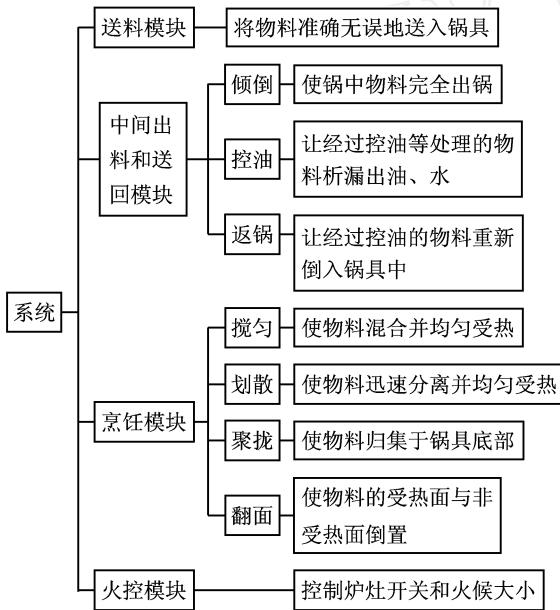 系统
送料模块
将物料准确无误地送入锅具
中间出
料和送
回模块
倾倒
使锅中物料完全出锅
控油
让经过控油等处理的物
料析漏出油、水
返锅
让经过控油的物料重新
倒入锅具中
烹饪模块
搅匀
使物料混合并均匀受热
划散
使物料迅速分离并均匀受热
聚拢
使物料归集于锅具底部
翻面
使物料的受热面与非
受热面倒置
火控模块
控制炉灶开关和火候大小